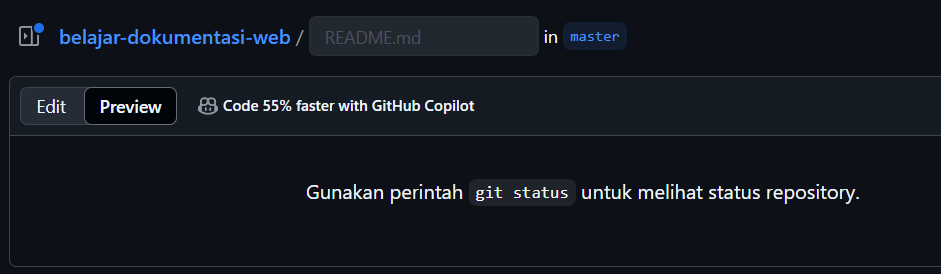 belajar-dokumentasi-web / README.md in master
Edit Preview Code 55% faster with GitHub Copilot
Gunakan perintah git status untuk melihat status repository.